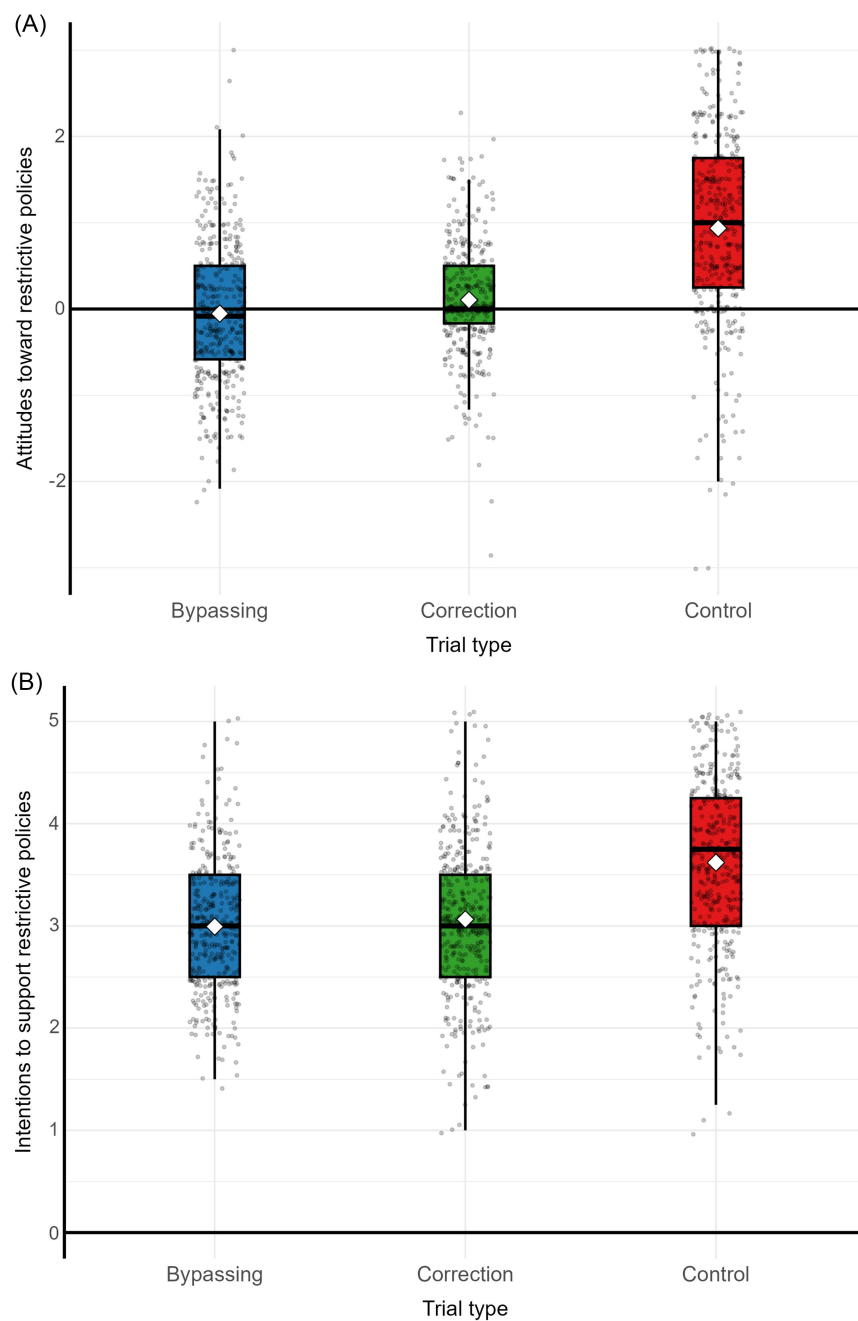 (A)
Attitudes toward restrictive policies
2
0
-2
Bypassing Correction Control
Trial type
(B)
Intentions to support restrictive policies
5
4
3
2
1
0
Bypassing Correction Control
Trial type